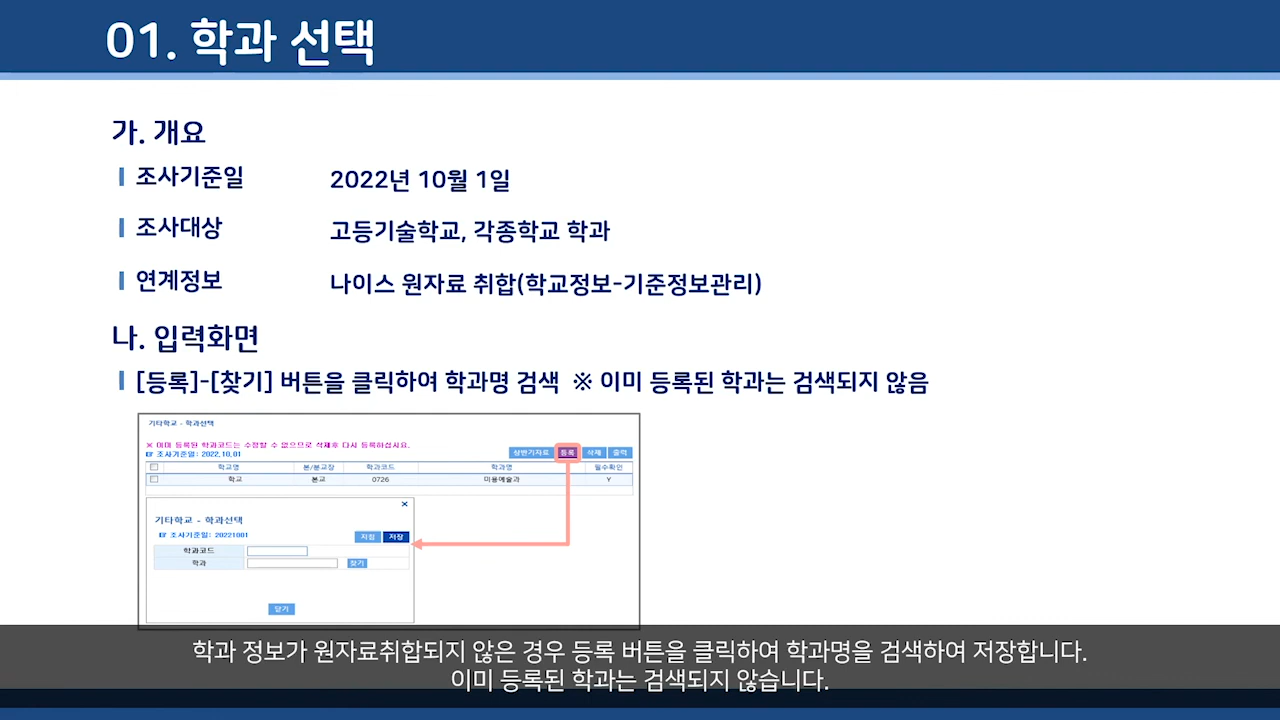 01. 학과 선택
가. 개요
조사기준일 2022년 10월 1일
조사대상 고등기술학교, 각종학교 학과
연계정보 나이스 원자료 취합(학교정보-기준정보관리)
나. 입력화면
[등록]-[찾기] 버튼을 클릭하여 학과명 검색 ※ 이미 등록된 학과는 검색되지 않음
기타학교 - 학과선택
※ 이미 등록된 학과코드는 수정할 수 없으므로 삭제후 다시 등록하십시요.
☞ 조사기준일: 2022.10.01 상반기자료 등록 삭제 출력
학교명 본/분교장 학과코드 학과명 필수확인
학교 본교 0726 미용예술과 Y
×
기타학교 - 학과선택
☞ 조사기준일: 20221001 지침 저장
학과코드
학과 찾기
닫기
학과 정보가 원자료취합되지 않은 경우 등록 버튼을 클릭하여 학과명을 검색하여 저장합니다.
이미 등록된 학과는 검색되지 않습니다.